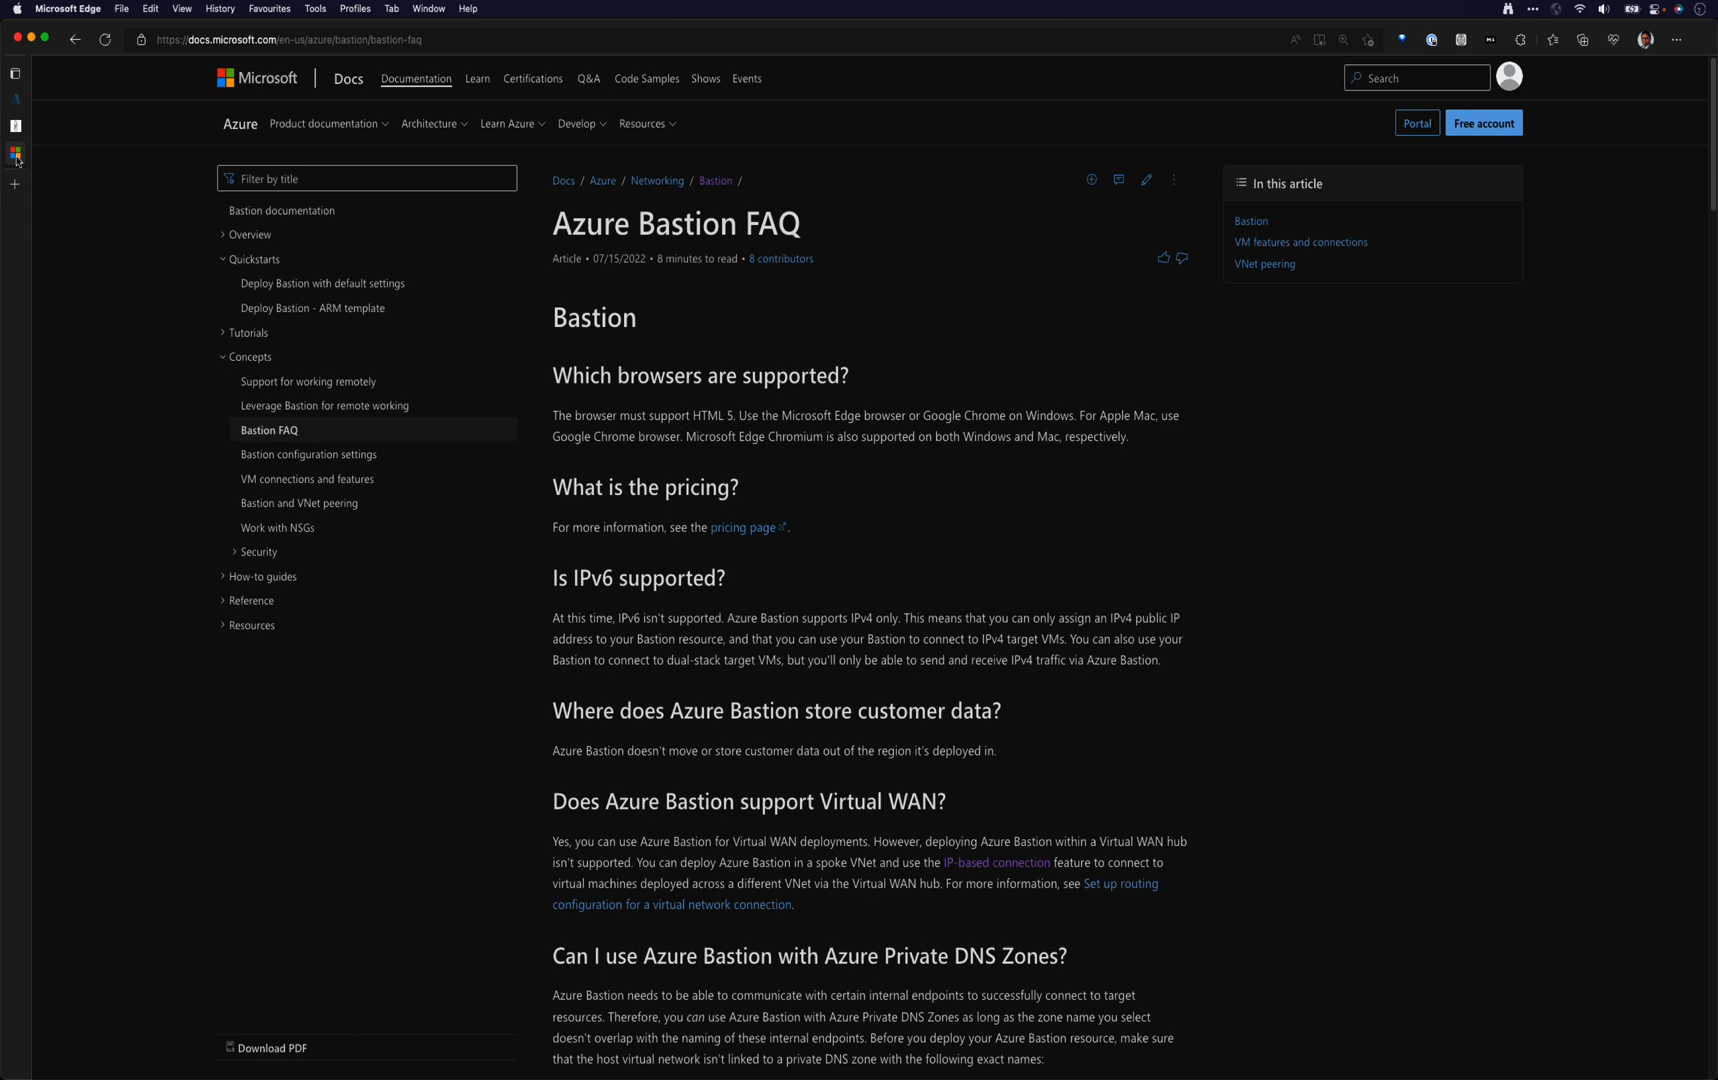 Microsoft Edge File Edit View History Favourites Tools Profiles Tab Window Help
https://docs.microsoft.com/en-us/azure/bastion/bastion-faq
Microsoft Docs Documentation Learn Certifications Q&A Code Samples Shows Events Search
Azure Product documentation Architecture Learn Azure Develop Resources Portal Free account
Filter by title
Bastion documentation
Overview
Quickstarts
Deploy Bastion with default settings
Deploy Bastion - ARM template
Tutorials
Concepts
Support for working remotely
Leverage Bastion for remote working
Bastion FAQ
Bastion configuration settings
VM connections and features
Bastion and VNet peering
Work with NSGs
Security
How-to guides
Reference
Resources
Download PDF
Docs / Azure / Networking / Bastion /
Azure Bastion FAQ
Article • 07/15/2022 • 8 minutes to read • 8 contributors
Bastion
Which browsers are supported?
The browser must support HTML 5. Use the Microsoft Edge browser or Google Chrome on Windows. For Apple Mac, use
Google Chrome browser. Microsoft Edge Chromium is also supported on both Windows and Mac, respectively.
What is the pricing?
For more information, see the pricing page.
Is IPv6 supported?
At this time, IPv6 isn't supported. Azure Bastion supports IPv4 only. This means that you can only assign an IPv4 public IP
address to your Bastion resource, and that you can use your Bastion to connect to IPv4 target VMs. You can also use your
Bastion to connect to dual-stack target VMs, but you'll only be able to send and receive IPv4 traffic via Azure Bastion.
Where does Azure Bastion store customer data?
Azure Bastion doesn't move or store customer data out of the region it's deployed in.
Does Azure Bastion support Virtual WAN?
Yes, you can use Azure Bastion for Virtual WAN deployments. However, deploying Azure Bastion within a Virtual WAN hub
isn't supported. You can deploy Azure Bastion in a spoke VNet and use the IP-based connection feature to connect to
virtual machines deployed across a different VNet via the Virtual WAN hub. For more information, see Set up routing
configuration for a virtual network connection.
Can I use Azure Bastion with Azure Private DNS Zones?
Azure Bastion needs to be able to communicate with certain internal endpoints to successfully connect to target
resources. Therefore, you can use Azure Bastion with Azure Private DNS Zones as long as the zone name you select
doesn't overlap with the naming of these internal endpoints. Before you deploy your Azure Bastion resource, make sure
that the host virtual network isn't linked to a private DNS zone with the following exact names:
In this article
Bastion
VM features and connections
VNet peering